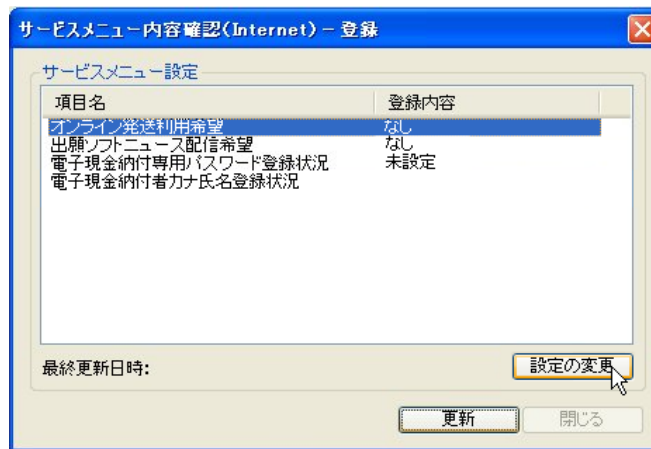 サービスメニュー内容確認(Internet) － 登録
サービスメニュー設定
項目名 登録内容
オンライン発送利用希望 なし
出願ソフトニュース配信希望 なし
電子現金納付専用パスワード登録状況 未設定
電子現金納付者カナ氏名登録状況
最終更新日時: 設定の変更
更新 閉じる